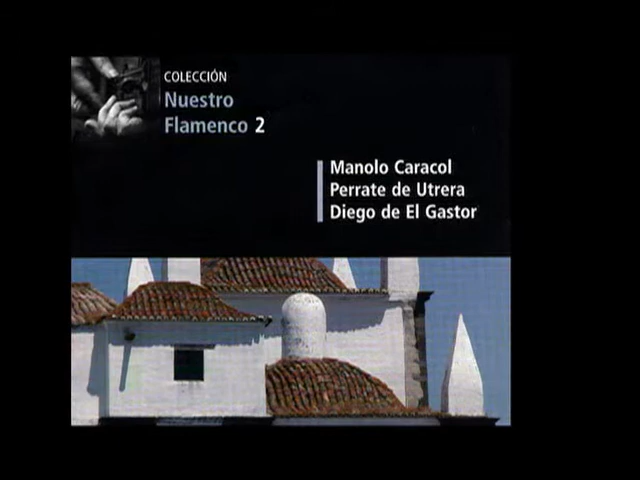 COLECCIÓN
Nuestro
Flamenco 2
Manolo Caracol
Perrate de Utrera
Diego de El Gastor